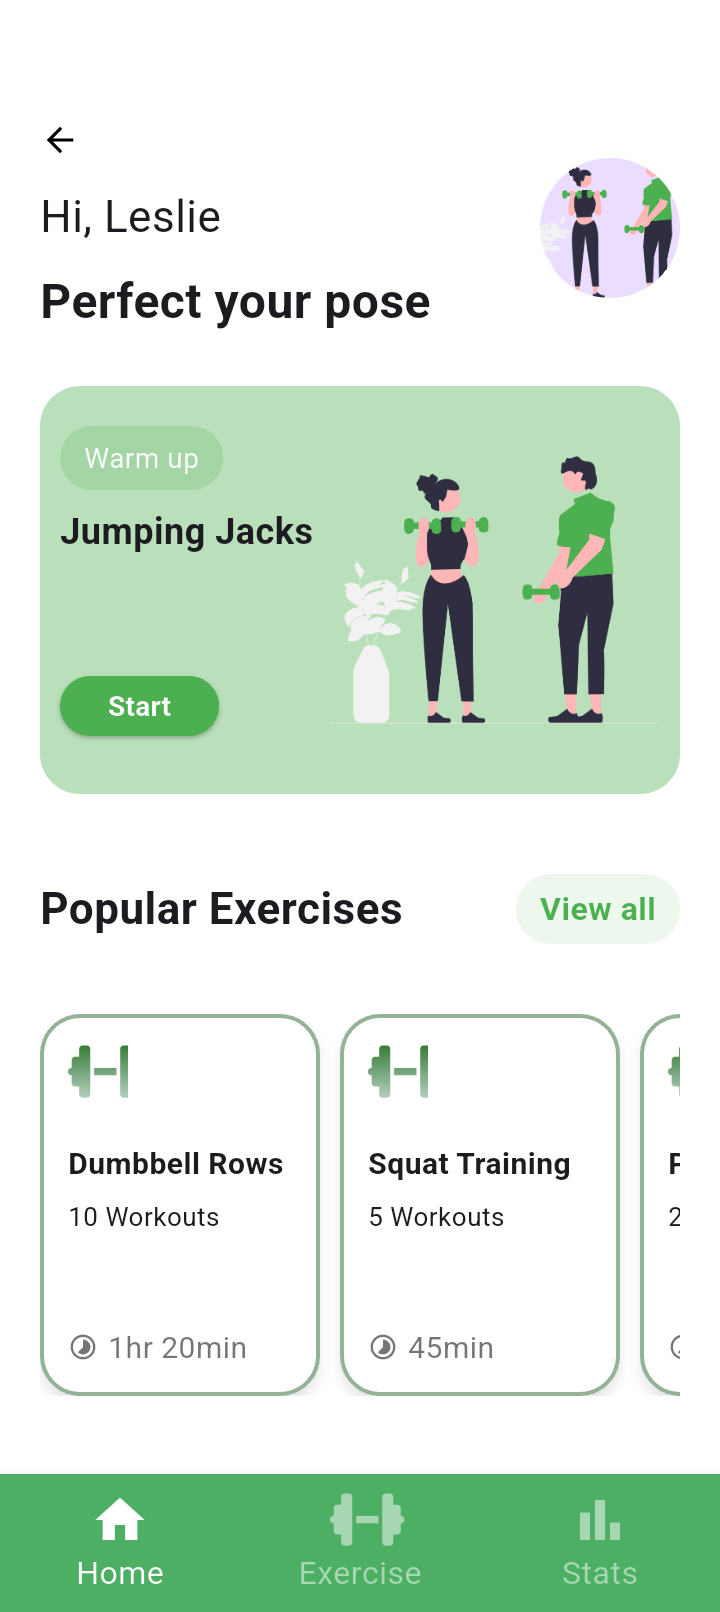 Hi, Leslie
Perfect your pose
Warm up
Jumping Jacks
Start
Popular Exercises
View all
Dumbbell Rows
10 Workouts
1hr 20min
Squat Training
5 Workouts
45min
2
Home
Exercise
Stats